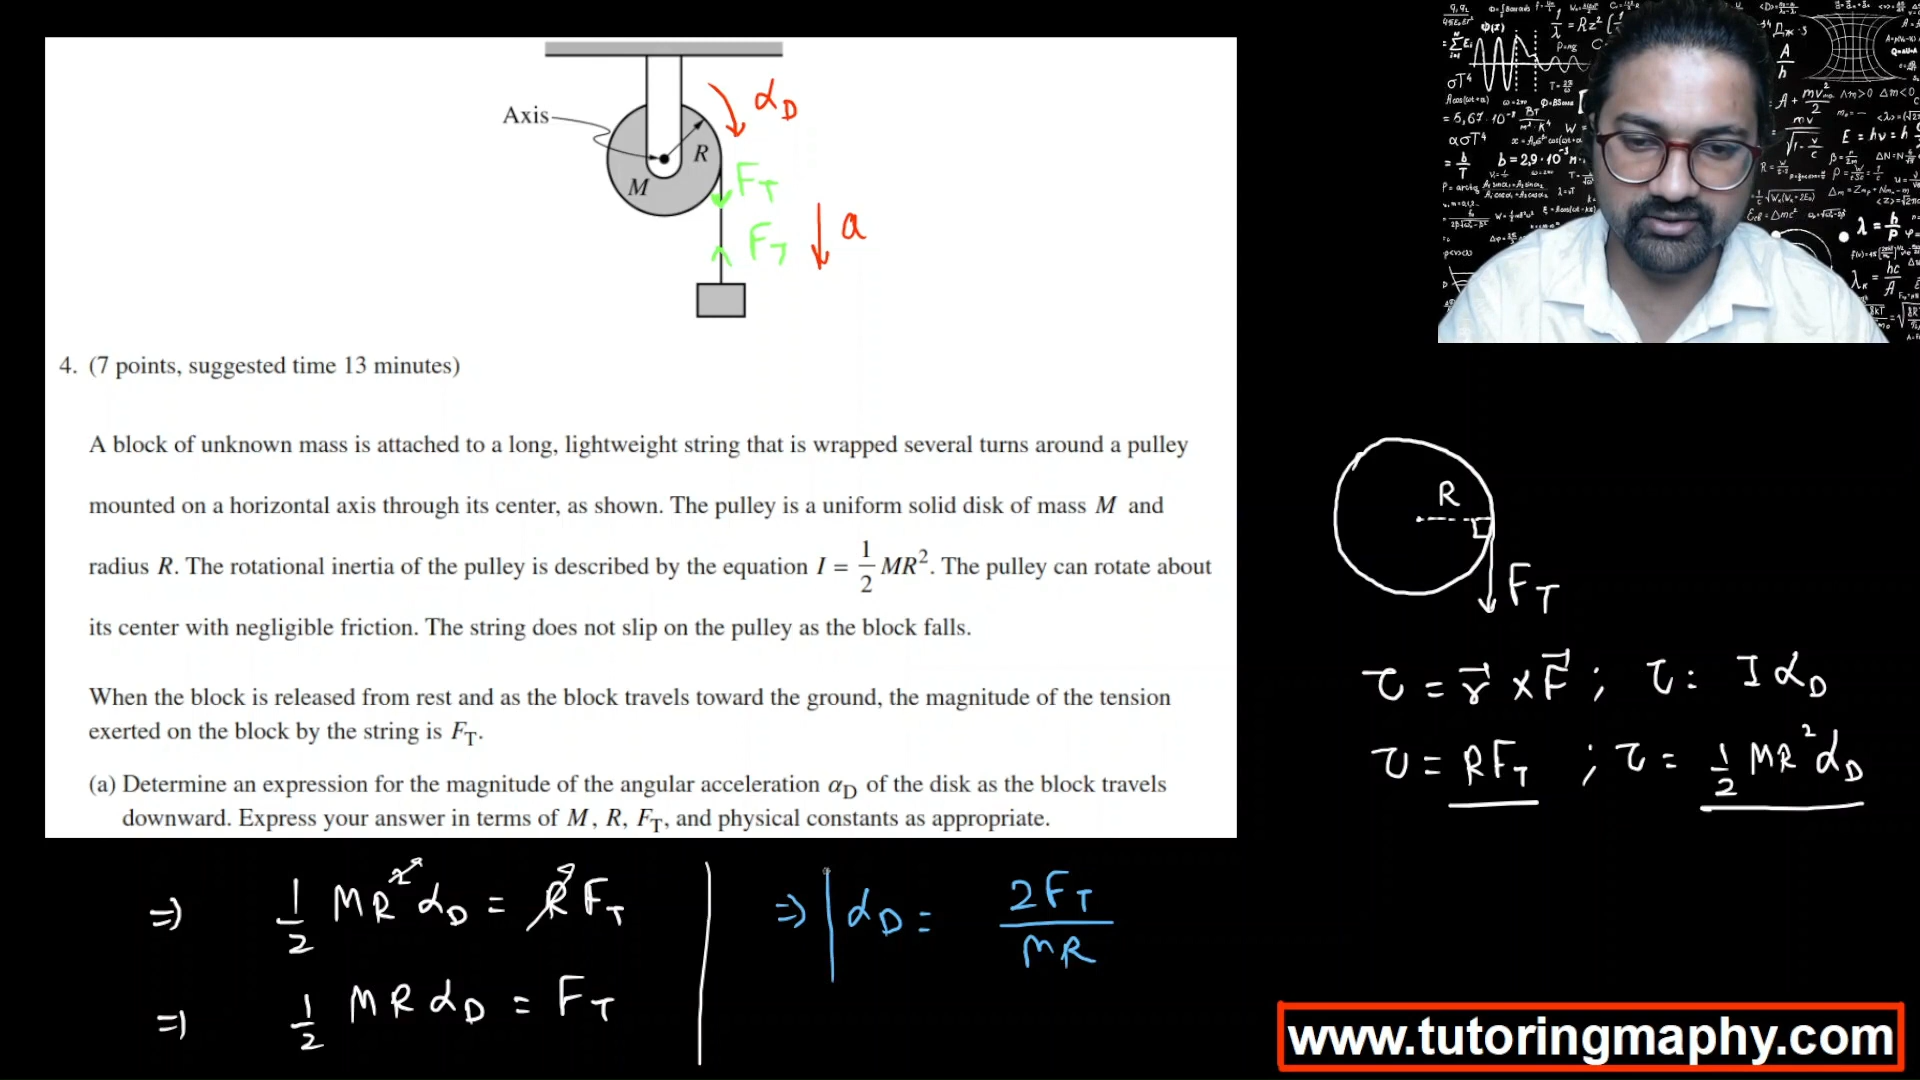 Axis
R
M
α_D
F_T
F_T
a
4. (7 points, suggested time 13 minutes)
A block of unknown mass is attached to a long, lightweight string that is wrapped several turns around a pulley
mounted on a horizontal axis through its center, as shown. The pulley is a uniform solid disk of mass M and
radius R. The rotational inertia of the pulley is described by the equation I = 1/2 MR². The pulley can rotate about
its center with negligible friction. The string does not slip on the pulley as the block falls.
When the block is released from rest and as the block travels toward the ground, the magnitude of the tension
exerted on the block by the string is F_T.
(a) Determine an expression for the magnitude of the angular acceleration α_D of the disk as the block travels
downward. Express your answer in terms of M, R, F_T, and physical constants as appropriate.
R
F_T
τ = r⃗ × F⃗ ; τ = I α_D
τ = RF_T ; τ = 1/2 MR² α_D
⇒ 1/2 MR² α_D = R F_T
⇒ 1/2 MR α_D = F_T
⇒ α_D = 2F_T / MR
www.tutoringmaphy.com